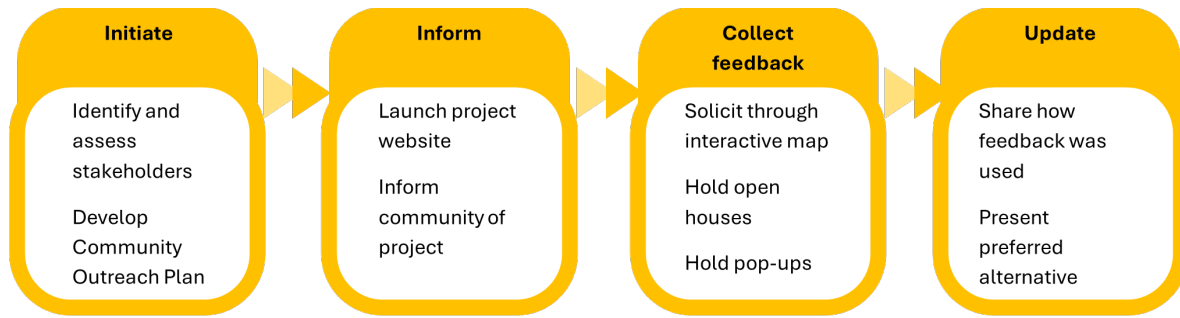 Initiate
Identify and
assess
stakeholders
Develop
Community
Outreach Plan
Inform
Launch project
website
Inform
community of
project
Collect
feedback
Solicit through
interactive map
Hold open
houses
Hold pop-ups
Update
Share how
feedback was
used
Present
preferred
alternative